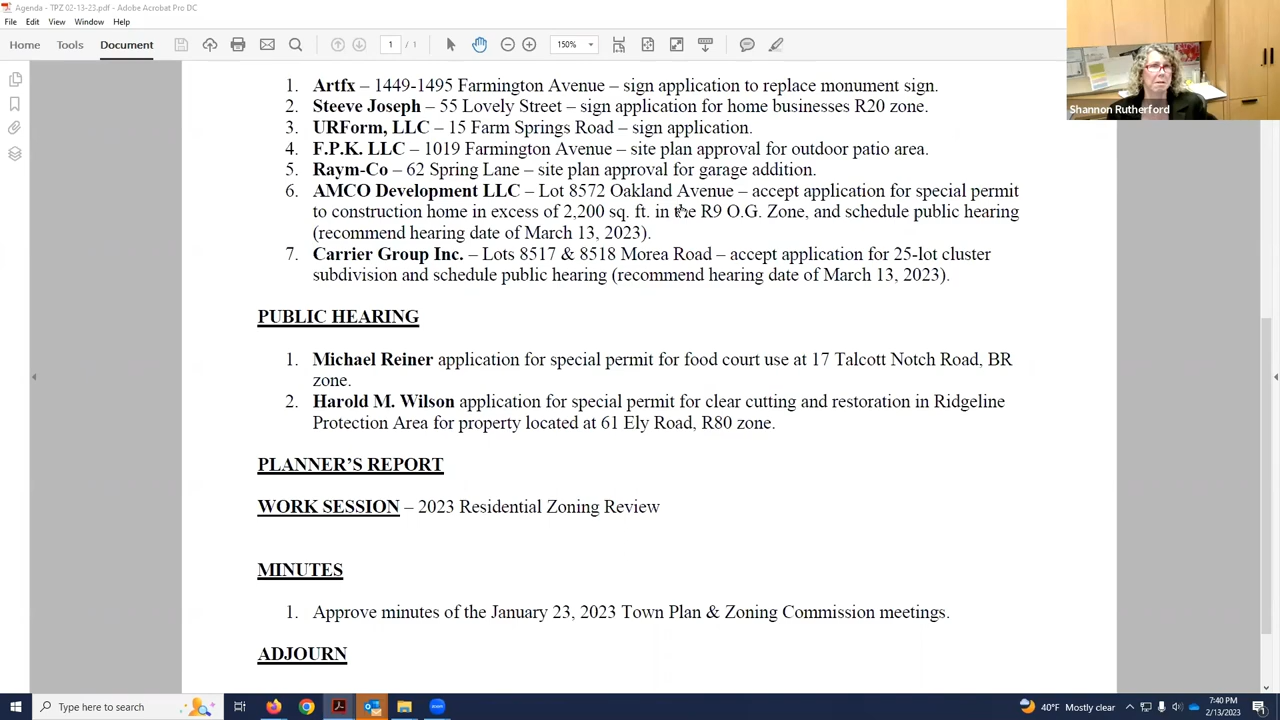 Agenda - TPZ 02-13-23.pdf - Adobe Acrobat Pro DC
File Edit View Window Help
Home Tools Document
1 / 1
150%
Shannon Rutherford
1. Artfx – 1449-1495 Farmington Avenue – sign application to replace monument sign.
2. Steeve Joseph – 55 Lovely Street – sign application for home businesses R20 zone.
3. URForm, LLC – 15 Farm Springs Road – sign application.
4. F.P.K. LLC – 1019 Farmington Avenue – site plan approval for outdoor patio area.
5. Raym-Co – 62 Spring Lane – site plan approval for garage addition.
6. AMCO Development LLC – Lot 8572 Oakland Avenue – accept application for special permit
to construction home in excess of 2,200 sq. ft. in the R9 O.G. Zone, and schedule public hearing
(recommend hearing date of March 13, 2023).
7. Carrier Group Inc. – Lots 8517 & 8518 Morea Road – accept application for 25-lot cluster
subdivision and schedule public hearing (recommend hearing date of March 13, 2023).
PUBLIC HEARING
1. Michael Reiner application for special permit for food court use at 17 Talcott Notch Road, BR
zone.
2. Harold M. Wilson application for special permit for clear cutting and restoration in Ridgeline
Protection Area for property located at 61 Ely Road, R80 zone.
PLANNER'S REPORT
WORK SESSION – 2023 Residential Zoning Review
MINUTES
1. Approve minutes of the January 23, 2023 Town Plan & Zoning Commission meetings.
ADJOURN
Type here to search
zoom
40°F Mostly clear
7:40 PM
2/13/2023
1